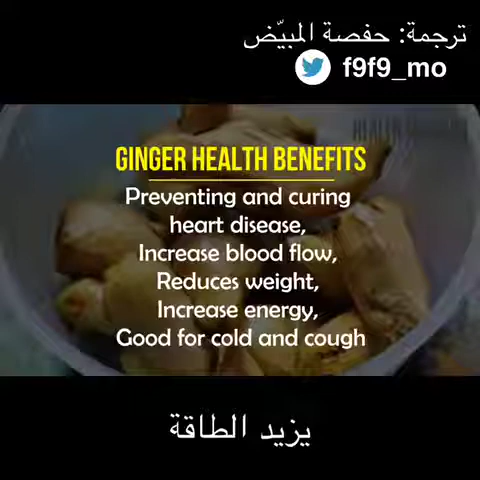 ترجمة: حفصة المبيّض
f9f9_mo
HEALTH
GINGER HEALTH BENEFITS
Preventing and curing
heart disease,
Increase blood flow,
Reduces weight,
Increase energy,
Good for cold and cough
يزيد الطاقة